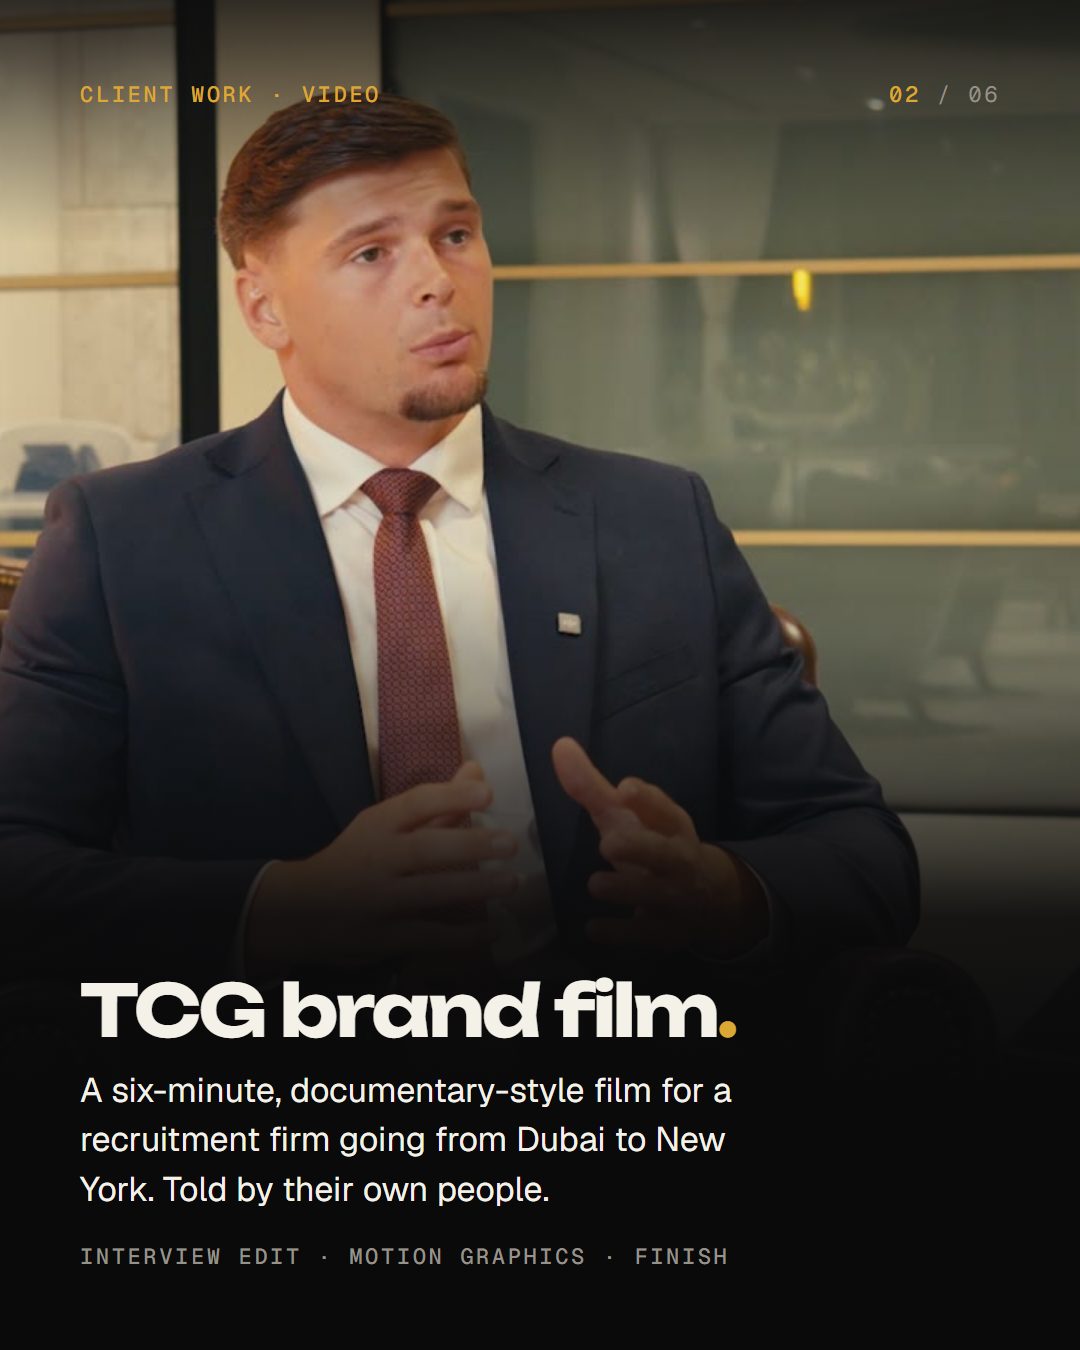 CLIENT WORK · VIDEO
02 / 06
TCG brand film.
A six-minute, documentary-style film for a
recruitment firm going from Dubai to New
York. Told by their own people.
INTERVIEW EDIT · MOTION GRAPHICS · FINISH